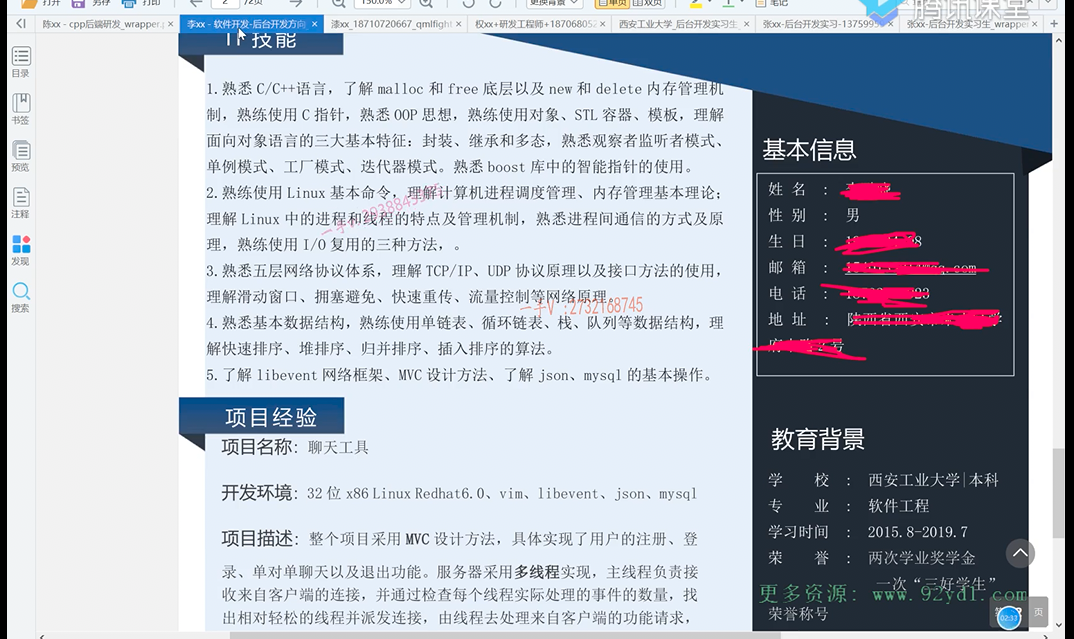 打开 另存 打印 2 /2页 150.0% 更换背景 单页 双页 笔记
腾讯课堂
陈xx - cpp后端开发_wrapper.p × 李xx - 软件开发-后台开发方向 × 漆xx_18710720667_qmlfight × 权xx+研发工程师+187068052 × 西安工业大学_后台开发实习生 × 张xx-后台开发实习-13759951 × 张xx-后台开发实习生_wrapper ×
目录
书签
预览
注释
发现
搜索
IT技能
1.熟悉 C/C++语言，了解 malloc 和 free 底层以及 new 和 delete 内存管理机
制，熟练使用 C 指针，熟悉 OOP 思想，熟练使用对象、STL 容器、模板，理解
面向对象语言的三大基本特征：封装、继承和多态，熟悉观察者监听者模式、
单例模式、工厂模式、迭代器模式。熟悉 boost 库中的智能指针的使用。
2.熟练使用 Linux 基本命令，理解计算机进程调度管理、内存管理基本理论；
理解 Linux 中的进程和线程的特点及管理机制，熟悉进程间通信的方式及原
理，熟练使用 I/O 复用的三种方法，。
3.熟悉五层网络协议体系，理解 TCP/IP、UDP 协议原理以及接口方法的使用，
理解滑动窗口、拥塞避免、快速重传、流量控制等网络原理。
一手V :2732168745
4.熟悉基本数据结构，熟练使用单链表、循环链表、栈、队列等数据结构，理
解快速排序、堆排序、归并排序、插入排序的算法。
5.了解 libevent 网络框架、MVC 设计方法、了解 json、mysql 的基本操作。
项目经验
项目名称：聊天工具
开发环境：32 位 x86 Linux Redhat6.0、vim、libevent、json、mysql
项目描述：整个项目采用 MVC 设计方法，具体实现了用户的注册、登
录、单对单聊天以及退出功能。服务器采用多线程实现，主线程负责接
收来自客户端的连接，并通过检查每个线程实际处理的事件的数量，找
出相对轻松的线程并派发连接，由线程去处理来自客户端的功能请求，
基本信息
姓 名 ：
性 别 ： 男
生 日 ：
邮 箱 ：
电 话 ：
地 址 ：
号
教育背景
学 校 ： 西安工业大学|本科
专 业 ： 软件工程
学习时间 ： 2015.8-2019.7
荣 誉 ： 两次学业奖学金
一次“三好学生”
荣誉称号
更多资源: www.92ydl.com
02:33
页